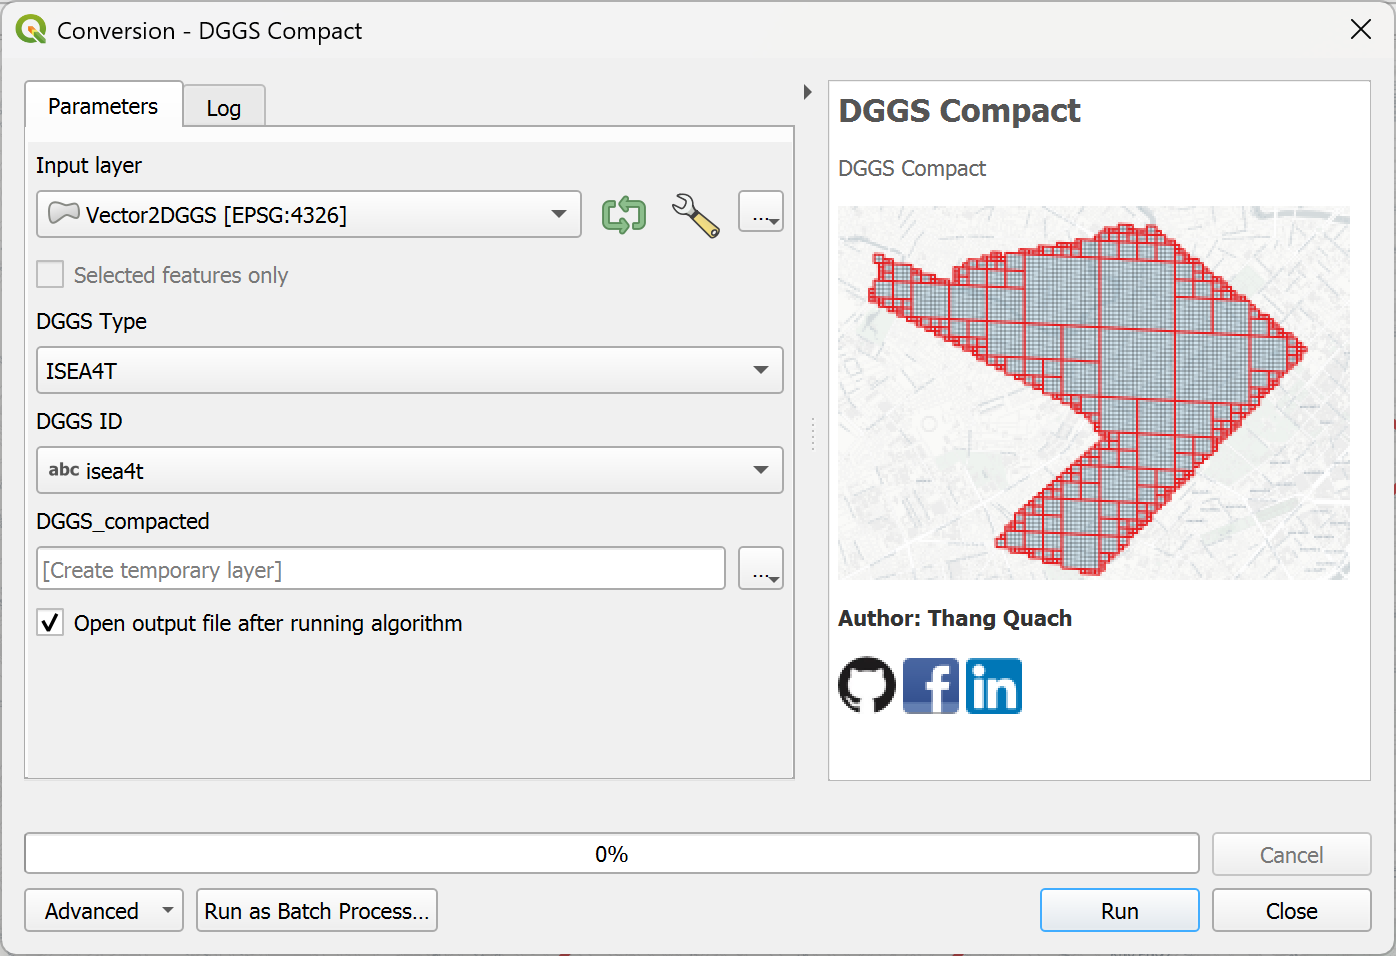 Conversion - DGGS Compact
Parameters
Log
Input layer
Vector2DGGS [EPSG:4326]
...
Selected features only
DGGS Type
ISEA4T
DGGS ID
abc isea4t
DGGS_compacted
[Create temporary layer]
...
Open output file after running algorithm
DGGS Compact
DGGS Compact
Author: Thang Quach
f
in
0%
Cancel
Advanced
Run as Batch Process...
Run
Close